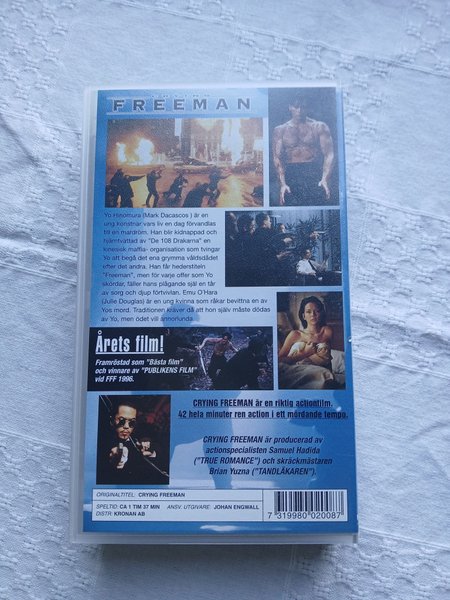 CRYING
FREEMAN
Yo Hinomura (Mark Dacascos ) är en
ung konstnär vars liv en dag förvandlas
till en mardröm. Han blir kidnappad och
hjärntvättad av "De 108 Drakarna" en
kinesisk maffia- organisation som tvingar
Yo att begå det ena grymma våldsdådet
efter det andra. Han får hederstiteln
"Freeman", men för varje offer som Yo
skördar, fäller hans plågande själ en tår
av sorg och djup förtvivlan. Emu O'Hara
(Julie Douglas) är en ung kvinna som råkar bevittna en av
Yos mord. Traditionen kräver då att hon själv måste dödas
av Yo, men ödet vill annorlunda.
Årets film!
Framröstad som "Bästa film"
och vinnare av "PUBLIKENS FILM"
vid FFF 1996.
CRYING FREEMAN är en riktig actionfilm.
42 hela minuter ren action i ett mördande tempo.
CRYING FREEMAN är producerad av
actionspecialisten Samuel Hadida
("TRUE ROMANCE") och skräckmästaren
Brian Yuzna ("TANDLÄKAREN").
ORIGINALTITEL: CRYING FREEMAN
SPELTID: CA 1 TIM 37 MIN ANSV. UTGIVARE: JOHAN ENGWALL
DISTR: KRONAN AB
7 319980 020087